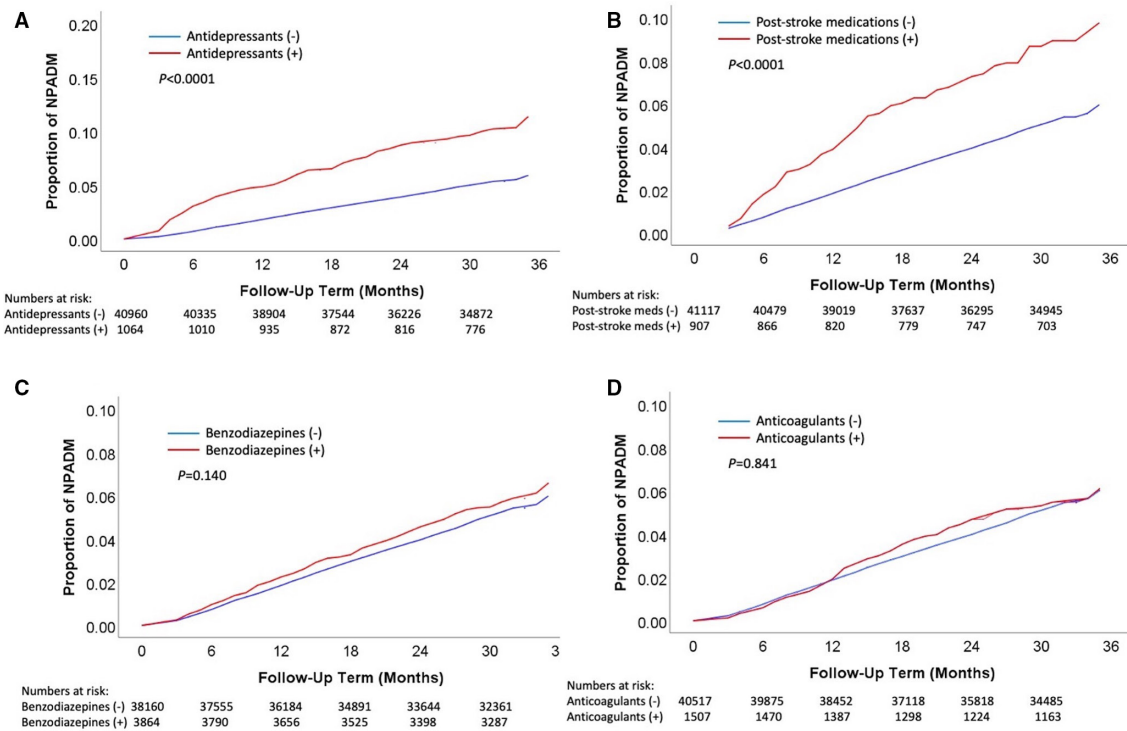 A
Proportion of NPADM
0.20
0.15
0.10
0.05
0.00
Antidepressants (-)
Antidepressants (+)
P<0.0001
0 6 12 18 24 30 36
Follow-Up Term (Months)
Numbers at risk:
Antidepressants (-) 40960 40335 38904 37544 36226 34872
Antidepressants (+) 1064 1010 935 872 816 776
B
Proportion of NPADM
0.10
0.08
0.06
0.04
0.02
0.00
Post-stroke medications (-)
Post-stroke medications (+)
P<0.0001
0 6 12 18 24 30 36
Follow-Up Term (Months)
Numbers at risk:
Post-stroke meds (-) 41117 40479 39019 37637 36295 34945
Post-stroke meds (+) 907 866 820 779 747 703
C
Proportion of NPADM
0.10
0.08
0.06
0.04
0.02
0.00
Benzodiazepines (-)
Benzodiazepines (+)
P=0.140
0 6 12 18 24 30 3
Follow-Up Term (Months)
Numbers at risk:
Benzodiazepines (-) 38160 37555 36184 34891 33644 32361
Benzodiazepines (+) 3864 3790 3656 3525 3398 3287
D
Proportion of NPADM
0.10
0.08
0.06
0.04
0.02
0.00
Anticoagulants (-)
Anticoagulants (+)
P=0.841
0 6 12 18 24 30 36
Follow-Up Term (Months)
Numbers at risk:
Anticoagulants (-) 40517 39875 38452 37118 35818 34485
Anticoagulants (+) 1507 1470 1387 1298 1224 1163